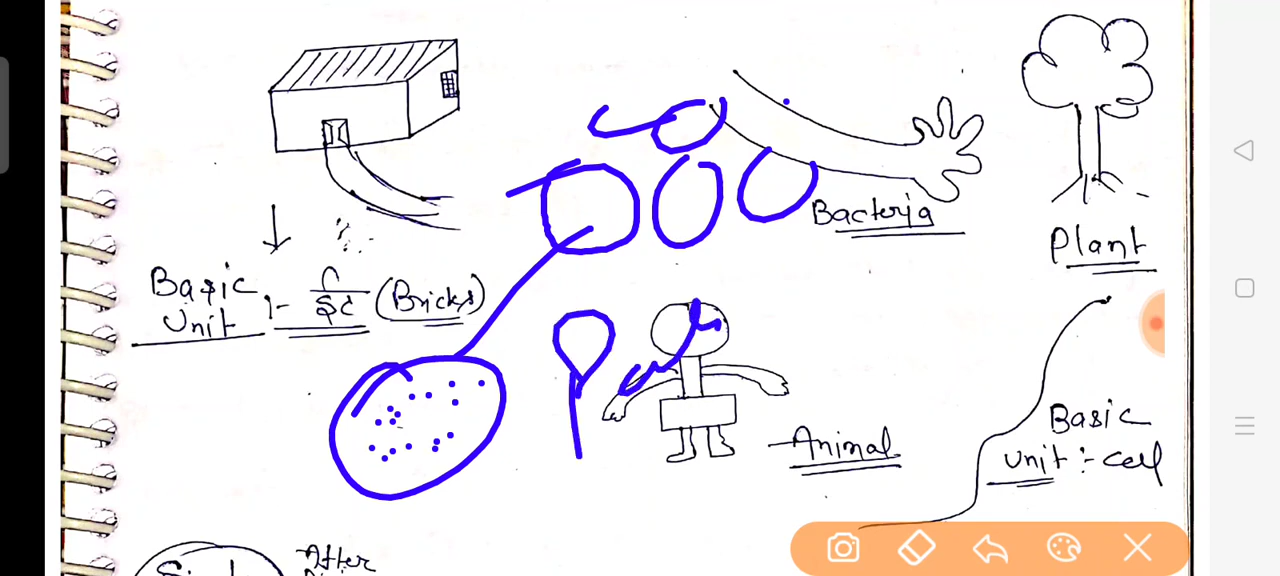 Bacteria
Plant
Basic
Unit :- (Bricks)
Animal
Basic
Unit :- Cell
After